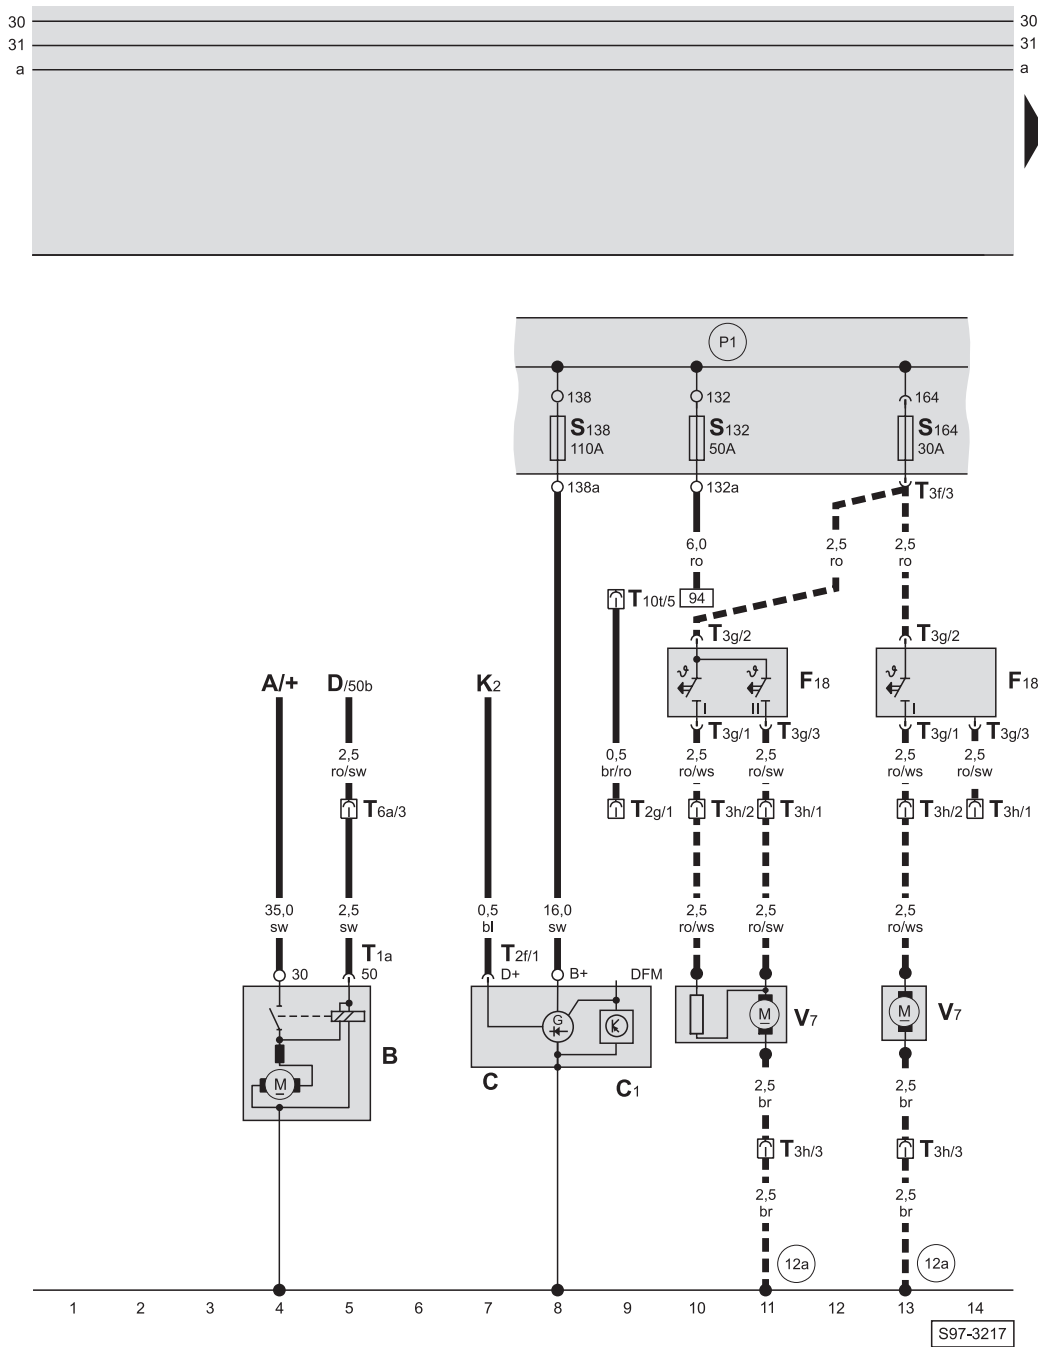 30 30
31 31
a a
P1
138 132 164
S138 S132 S164
110A 50A 30A
138a 132a T3f/3
6,0 2,5 2,5
ro ro ro
T10t/5 94
T3g/2 T3g/2
A/+ D/50b K2 ϑ ϑ F18 ϑ F18
I II I
T3g/1 T3g/3 T3g/1 T3g/3
2,5 0,5 2,5 2,5 2,5 2,5
ro/sw br/ro ro/ws ro/sw ro/ws ro/sw
T6a/3 T2g/1 T3h/2 T3h/1 T3h/2 T3h/1
35,0 2,5 0,5 16,0 2,5 2,5 2,5
sw sw bl sw ro/ws ro/sw ro/ws
T1a T2f/1
30 50 D+ B+ DFM
G M V7 M V7
B
M C C1
2,5 2,5
br br
T3h/3 T3h/3
2,5 2,5
br br
12a 12a
1 2 3 4 5 6 7 8 9 10 11 12 13 14
S97-3217